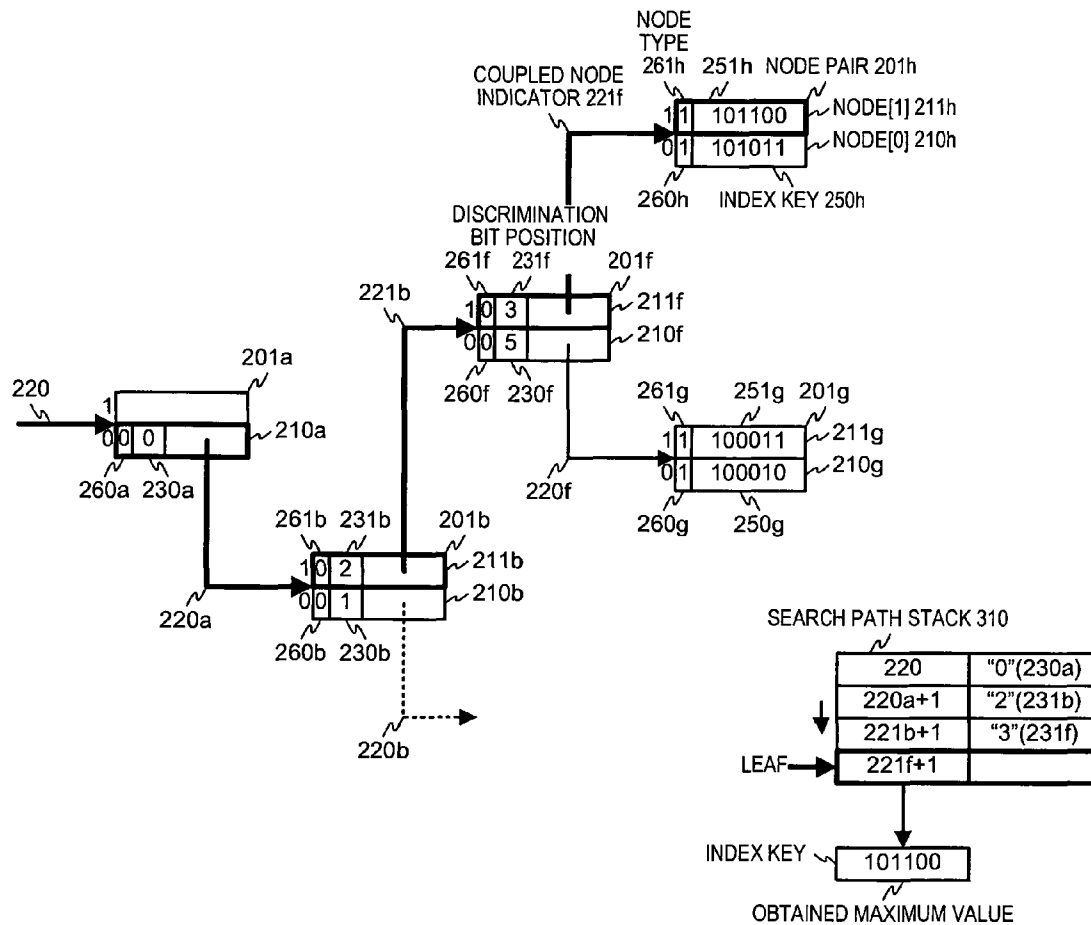 NODE
TYPE
261h 251h NODE PAIR 201h
COUPLED NODE
INDICATOR 221f
1 1 101100 NODE[1] 211h
0 1 101011 NODE[0] 210h
260h INDEX KEY 250h
DISCRIMINATION
BIT POSITION
261f 231f 201f
221b
1 0 3 211f
0 0 5 210f
260f 230f
201a
220
1
0 0 0 210a
260a 230a
261g 251g 201g
1 1 100011 211g
0 1 100010 210g
220f
260g 250g
261b 231b 201b
1 0 2 211b
0 0 1 210b
220a
260b 230b
220b
SEARCH PATH STACK 310
220 "0"(230a)
220a+1 "2"(231b)
221b+1 "3"(231f)
LEAF 221f+1
INDEX KEY 101100
OBTAINED MAXIMUM VALUE